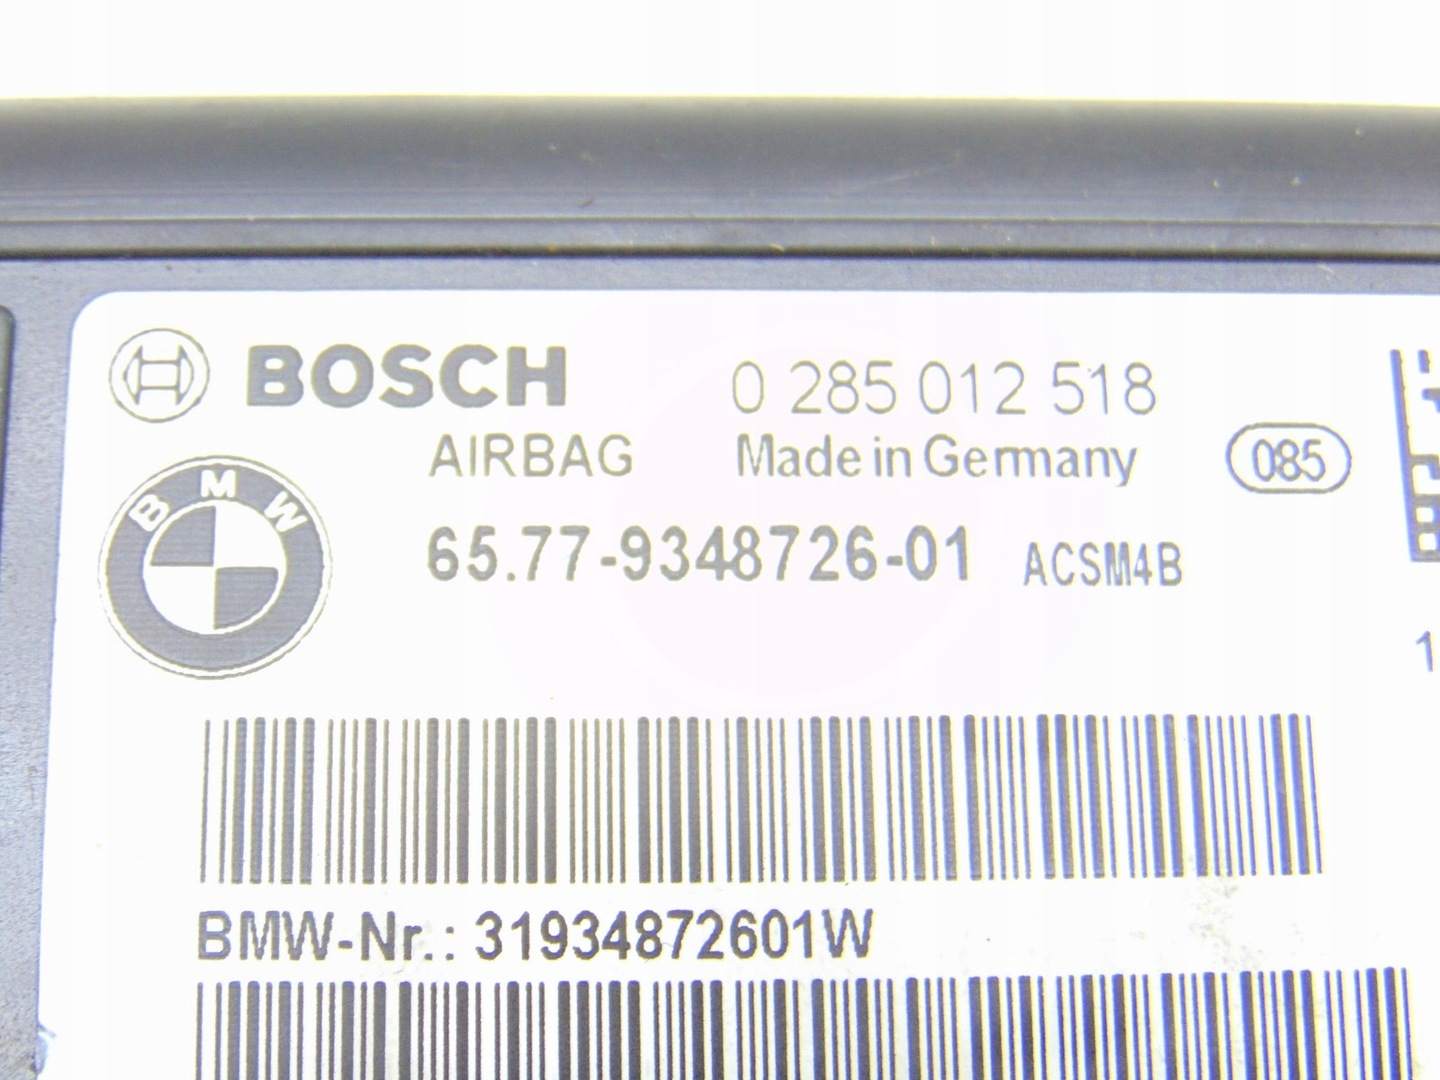 BOSCH 0 285 012 518
AIRBAG Made in Germany 085
BMW
65.77-9348726-01 ACSM4B
1
BMW-Nr.: 31934872601W